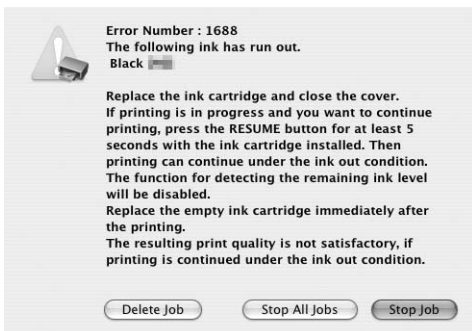 Error Number : 1688
The following ink has run out.
Black
Replace the ink cartridge and close the cover.
If printing is in progress and you want to continue
printing, press the RESUME button for at least 5
seconds with the ink cartridge installed. Then
printing can continue under the ink out condition.
The function for detecting the remaining ink level
will be disabled.
Replace the empty ink cartridge immediately after
the printing.
The resulting print quality is not satisfactory, if
printing is continued under the ink out condition.
Delete Job
Stop All Jobs
Stop Job